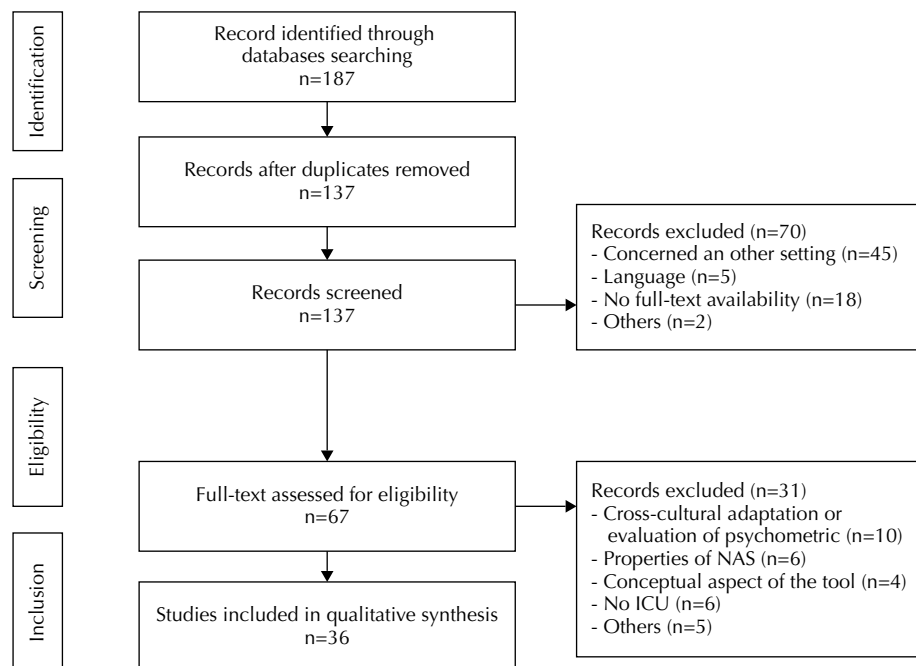 Identification
Record identified through
databases searching
n=187
Records after duplicates removed
n=137
Screening
Records screened
n=137
Records excluded (n=70)
- Concerned an other setting (n=45)
- Language (n=5)
- No full-text availability (n=18)
- Others (n=2)
Eligibility
Full-text assessed for eligibility
n=67
Records excluded (n=31)
- Cross-cultural adaptation or
evaluation of psychometric (n=10)
- Properties of NAS (n=6)
- Conceptual aspect of the tool (n=4)
- No ICU (n=6)
- Others (n=5)
Inclusion
Studies included in qualitative synthesis
n=36